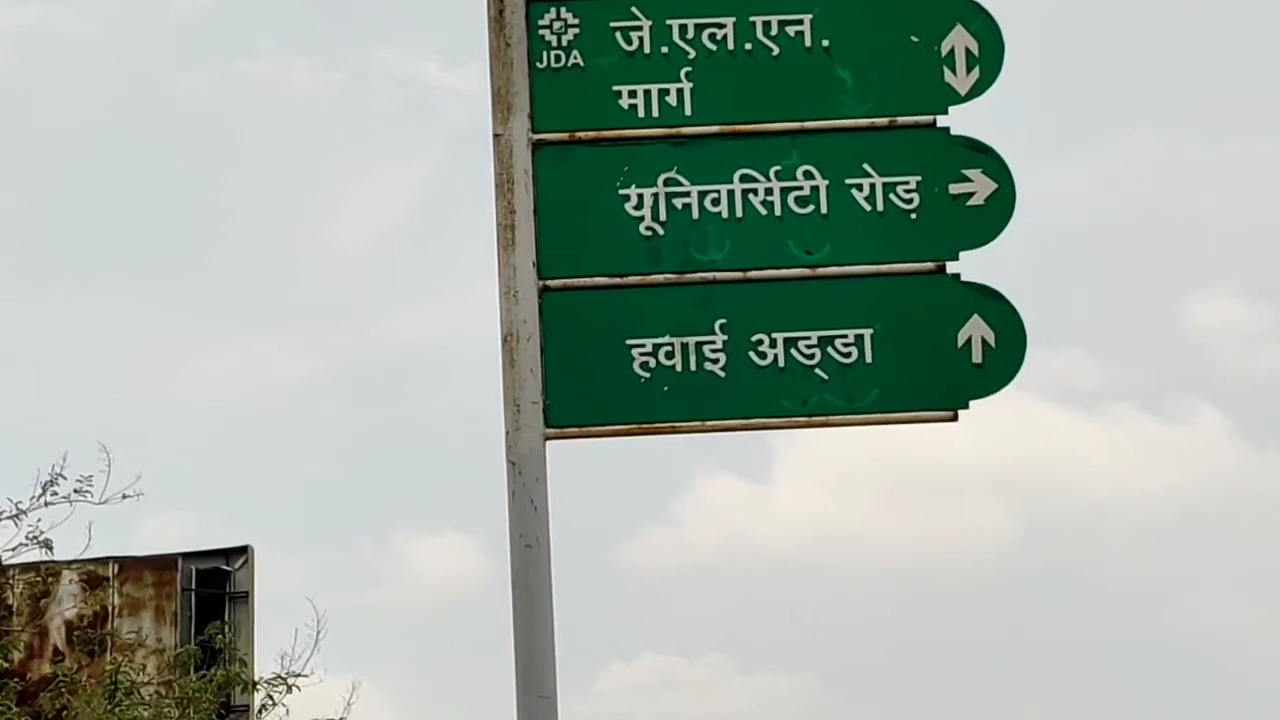 JDA
जे.एल.एन.
मार्ग
यूनिवर्सिटी रोड़
हवाई अड्‌डा